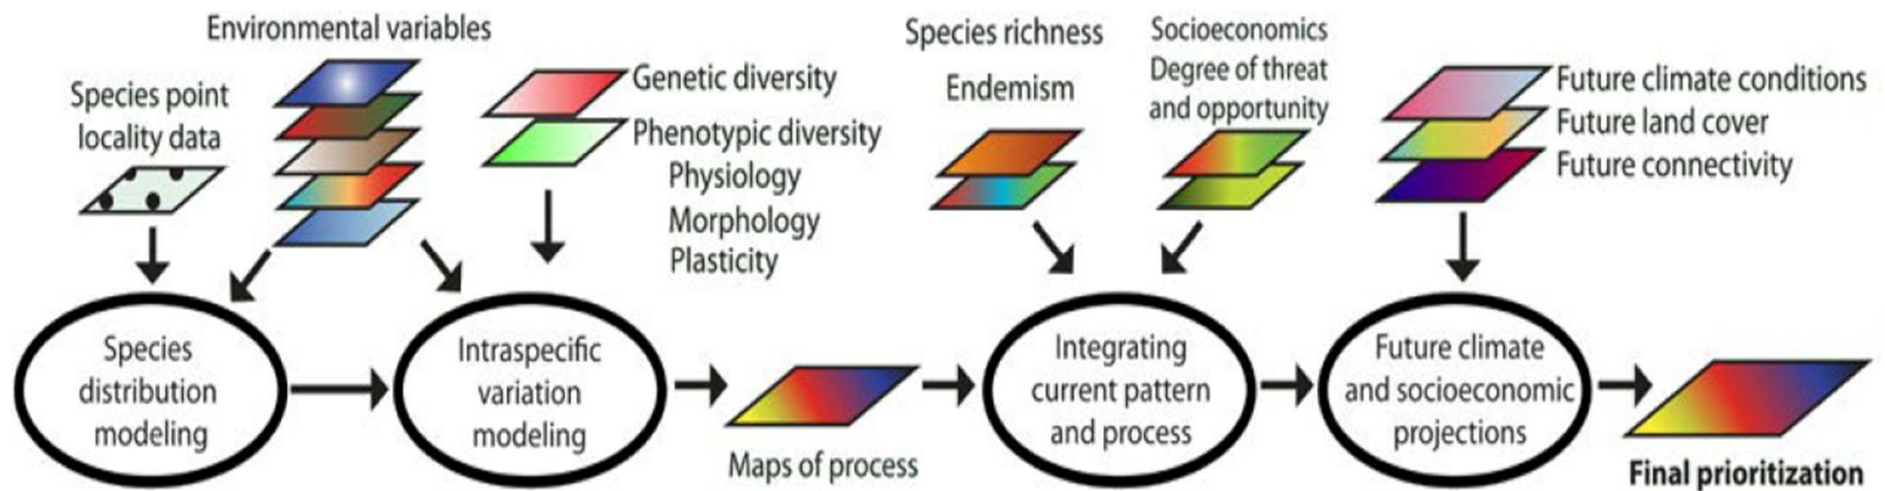 Environmental variables
Species point
locality data
Genetic diversity
Phenotypic diversity
Physiology
Morphology
Plasticity
Species richness
Endemism
Socioeconomics
Degree of threat
and opportunity
Future climate conditions
Future land cover
Future connectivity
Species
distribution
modeling
Intraspecific
variation
modeling
Maps of process
Integrating
current pattern
and process
Future climate
and socioeconomic
projections
Final prioritization